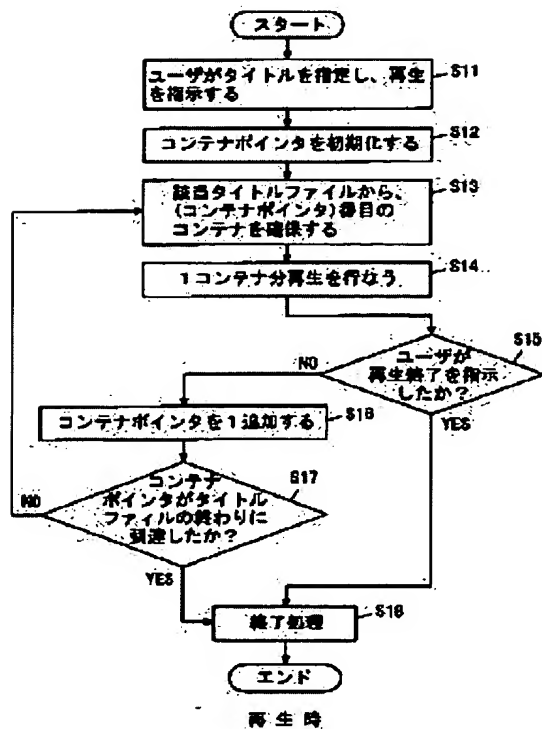 スタート
ユーザがタイトルを指定し、再生
を指示する
S11
コンテナポインタを初期化する
S12
該当タイトルファイルから、
(コンテナポインタ)番目の
コンテナを確保する
S13
1コンテナ分再生を行なう
S14
ユーザが
再生終了を指示
したか?
S15
NO
YES
コンテナポインタを1追加する
S16
コンテナ
ポインタがタイトル
ファイルの終わりに
到達したか?
S17
NO
YES
終了処理
S18
エンド
再生時